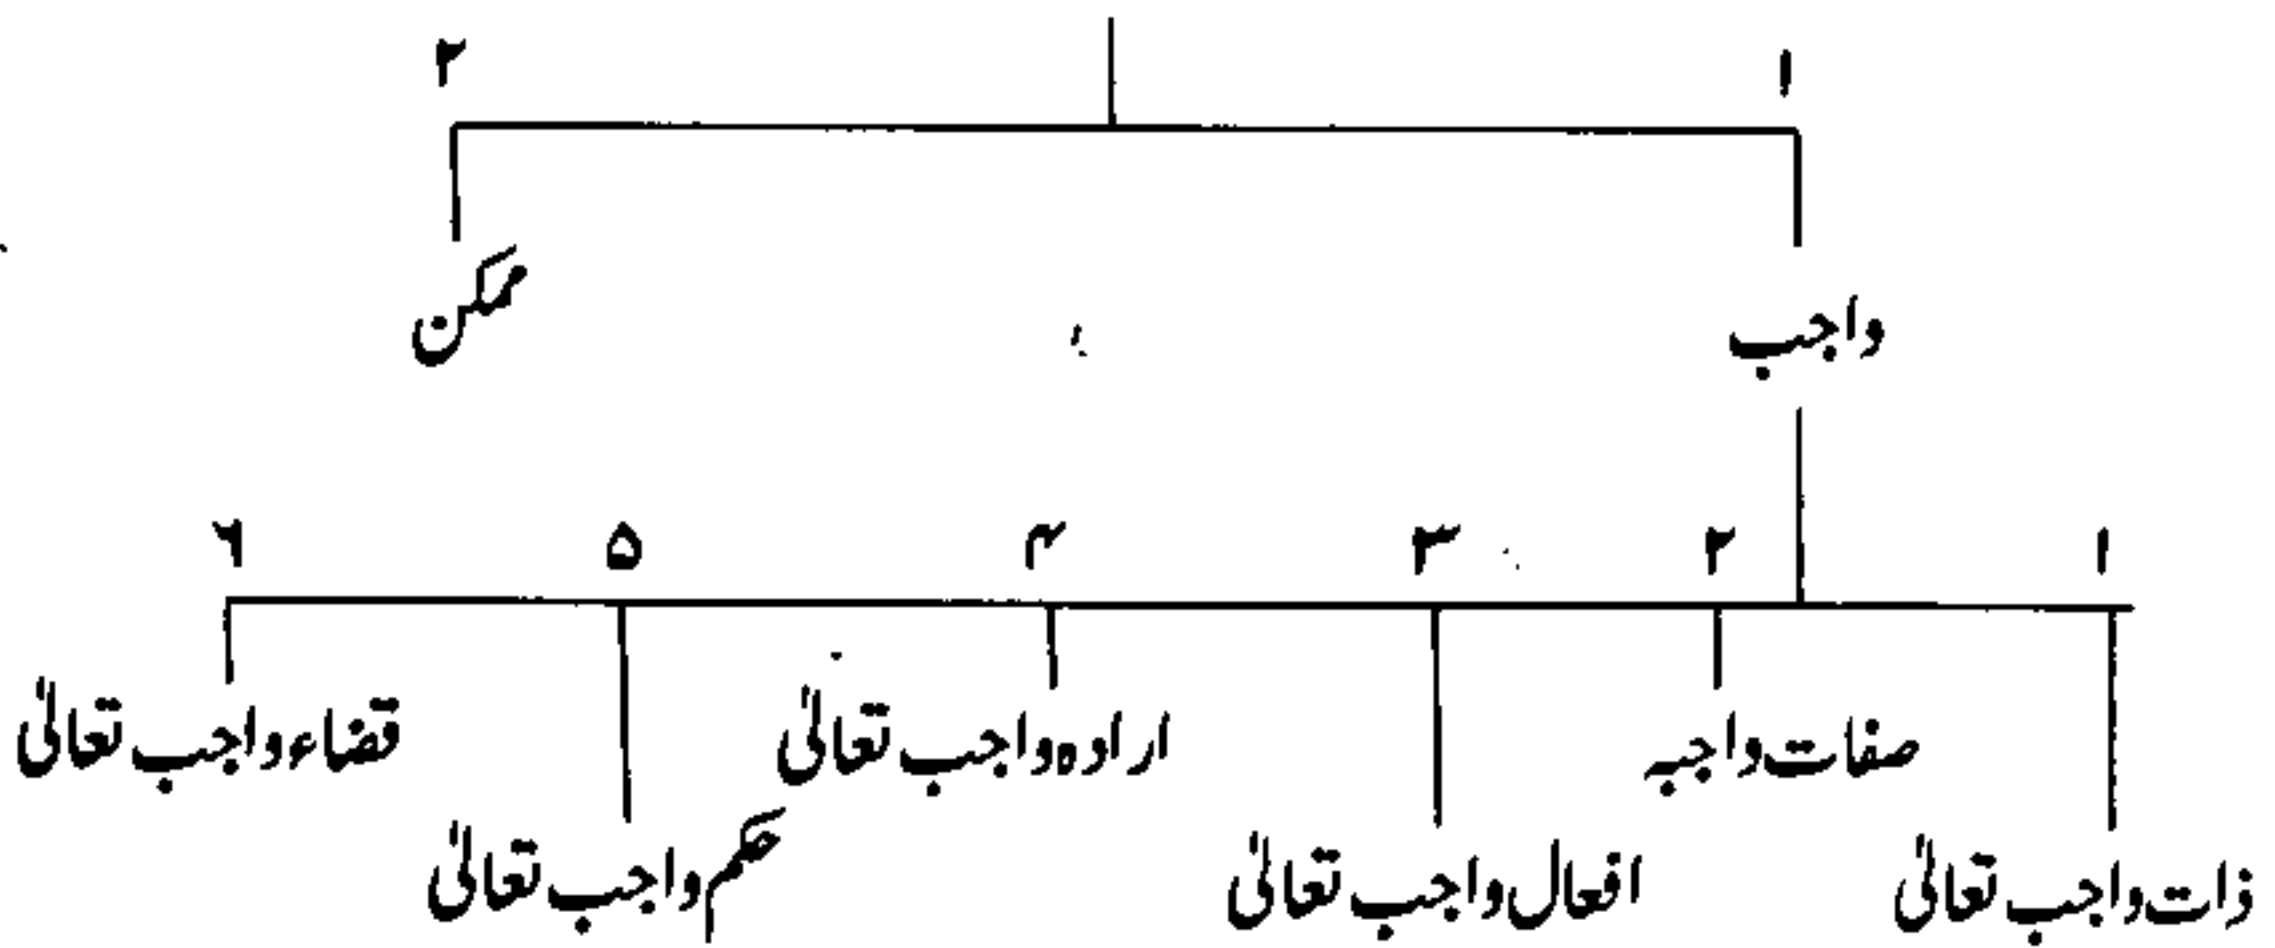 ۱ ۲
واجب ممکن
۱ ۲ ۳ ۴ ۵ ۶
صفات واجبہ ارادہ واجب تعالیٰ قضاء واجب تعالیٰ
ذات واجب تعالیٰ افعال واجب تعالیٰ حکم واجب تعالیٰ